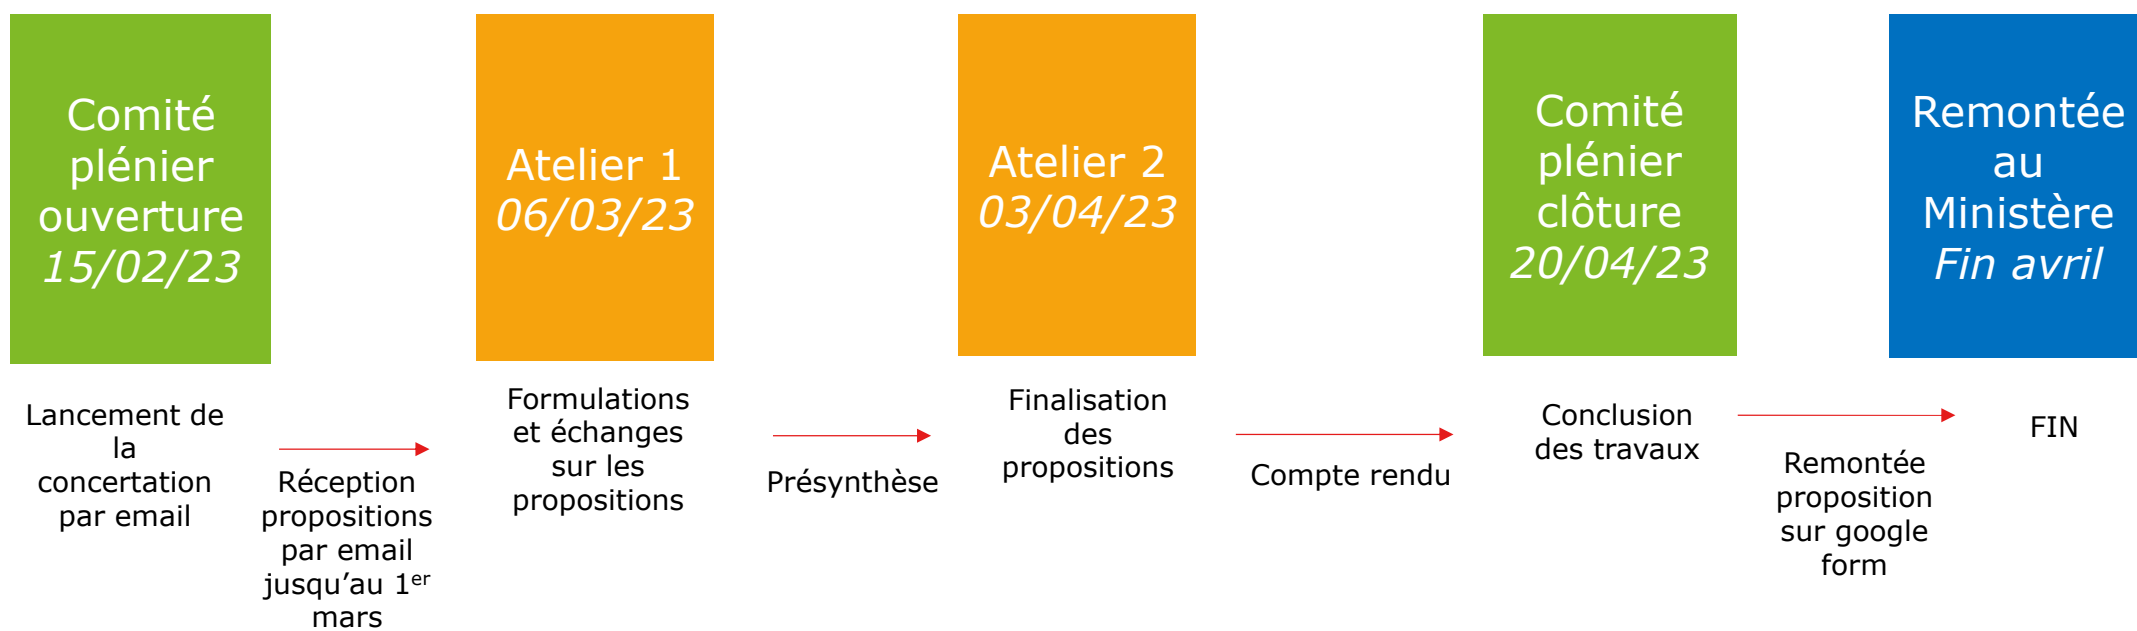 Comité
plénier
ouverture
15/02/23
Lancement de
la
concertation
par email
Réception
propositions
par email
jusqu’au 1er
mars
Atelier 1
06/03/23
Formulations
et échanges
sur les
propositions
Présynthèse
Atelier 2
03/04/23
Finalisation
des
propositions
Compte rendu
Comité
plénier
clôture
20/04/23
Conclusion
des travaux
Remontée
proposition
sur google
form
Remontée
au
Ministère
Fin avril
FIN